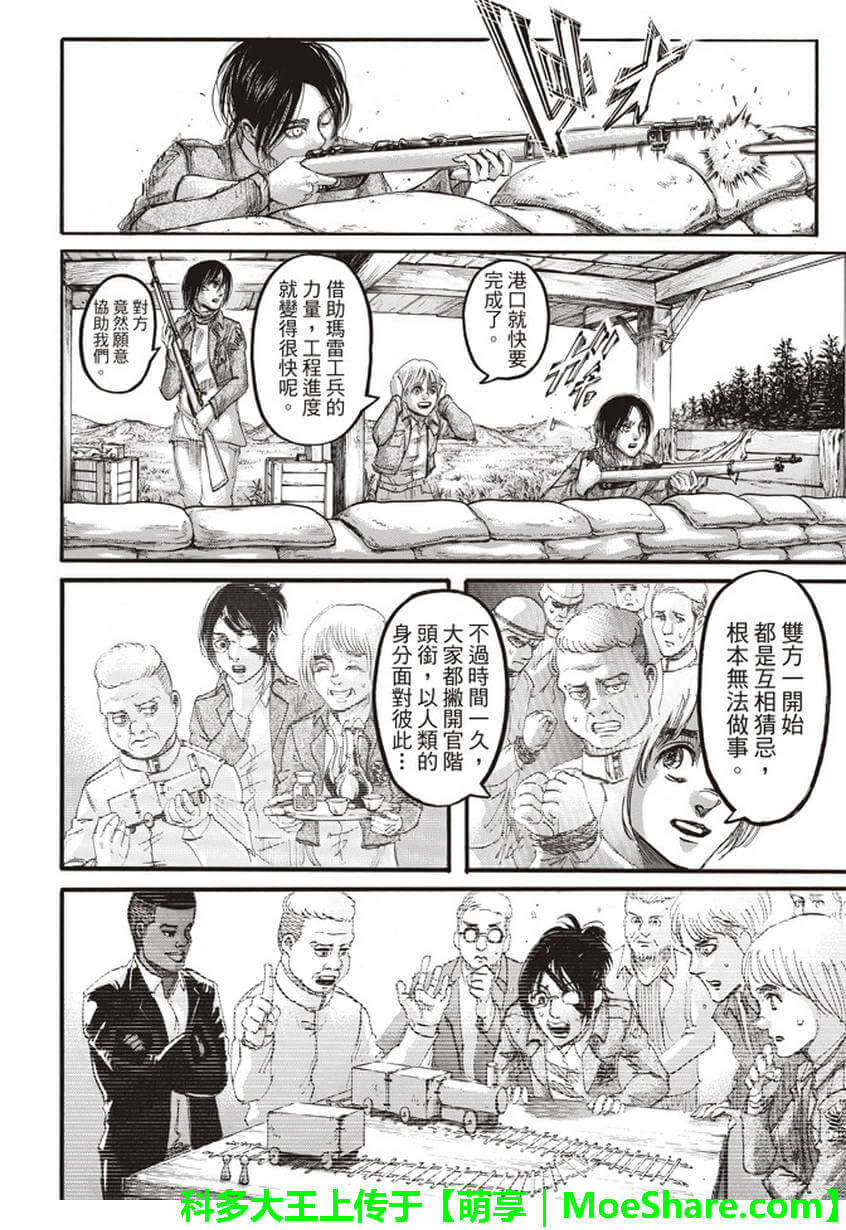 ドォ
港口就快要
完成了。
借助瑪雷工兵的
力量，工程進度
就變得很快呢。
對方
竟然願意
協助我們。
雙方一開始
都是互相猜忌，
根本無法做事。
不過時間一久，
大家都撇開官階
頭銜，以人類的
身分面對彼此…
科多大王上传于【萌享｜MoeShare.com】